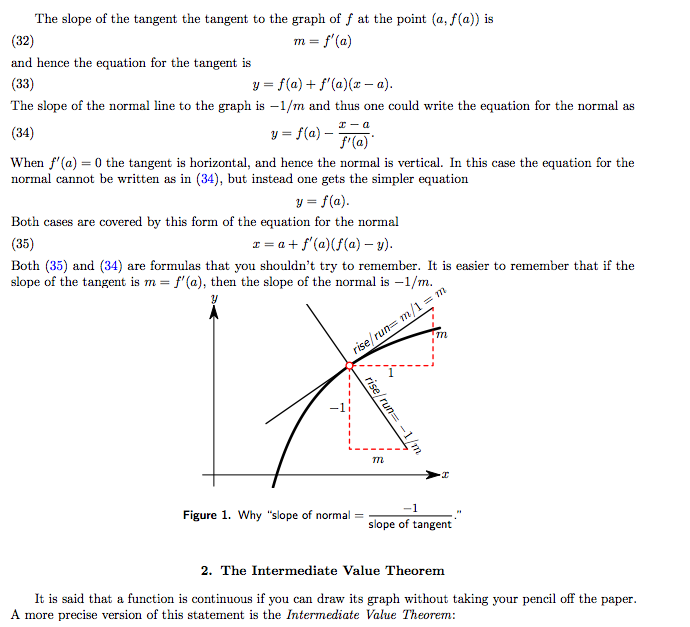 The slope of the tangent the tangent to the graph of f at the point (a, f(a)) is
(32) m = f′(a)
and hence the equation for the tangent is
(33) y = f(a) + f′(a)(x − a).
The slope of the normal line to the graph is −1/m and thus one could write the equation for the normal as
(34) y = f(a) − (x − a)/f′(a).
When f′(a) = 0 the tangent is horizontal, and hence the normal is vertical. In this case the equation for the
normal cannot be written as in (34), but instead one gets the simpler equation
y = f(a).
Both cases are covered by this form of the equation for the normal
(35) x = a + f′(a)(f(a) − y).
Both (35) and (34) are formulas that you shouldn't try to remember. It is easier to remember that if the
slope of the tangent is m = f′(a), then the slope of the normal is −1/m.
y
rise/run= m/1 = m
m
1
rise/run= −1/m
−1
m
x
Figure 1. Why "slope of normal = −1/slope of tangent."
2. The Intermediate Value Theorem
It is said that a function is continuous if you can draw its graph without taking your pencil off the paper.
A more precise version of this statement is the Intermediate Value Theorem: